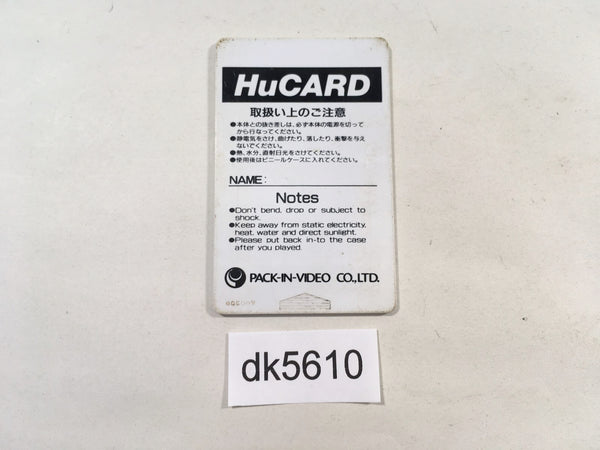 HuCARD
取扱い上のご注意
●本体との抜き差しは、必ず本体の電源を切って
から行なってください。
●静電気をさけ、曲げたり、落したり、衝撃を与え
ないでください。
●熱、水分、直射日光をさけてください。
●使用後はビニールケースに入れてください。
NAME:
Notes
●Don't bend, drop or subject to
shock.
●Keep away from static electricity,
heat, water and direct sunlight.
●Please put back in-to the case
after you played.
PACK-IN-VIDEO CO.,LTD.
dk5610